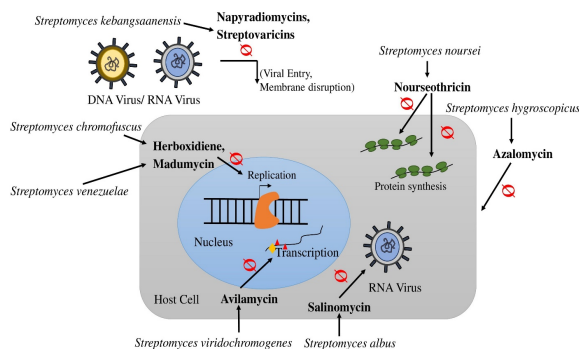 Streptomyces kebangsaanensis
Napyradiomycins,
Streptovaricins
(Viral Entry,
Membrane disruption)
DNA Virus/ RNA Virus
Streptomyces noursei
Nourseothricin
Streptomyces hygroscopicus
Azalomycin
Streptomyces chromofuscus
Herboxidiene,
Madumycin
Streptomyces venezuelae
Replication
Protein synthesis
Nucleus
Transcription
RNA Virus
Host Cell
Avilamycin
Salinomycin
Streptomyces viridochromogenes
Streptomyces albus